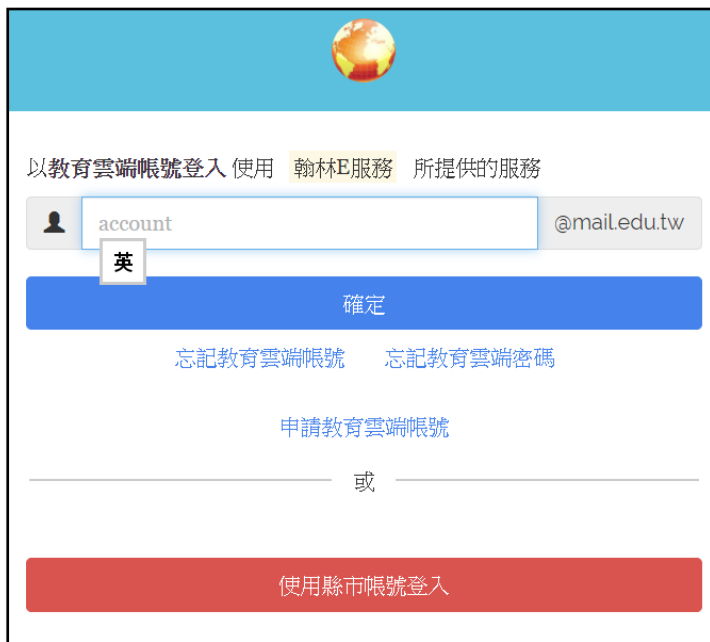 以教育雲端帳號登入 使用 翰林E服務 所提供的服務
account @mail.edu.tw
英
確定
忘記教育雲端帳號 忘記教育雲端密碼
申請教育雲端帳號
或
使用縣市帳號登入